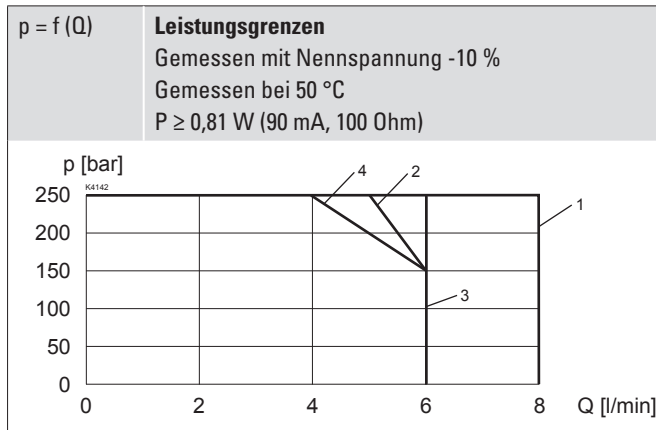 p = f (Q)
Leistungsgrenzen
Gemessen mit Nennspannung -10 %
Gemessen bei 50 °C
P ≥ 0,81 W (90 mA, 100 Ohm)
p [bar]
K4142
4
2
1
3
250
200
150
100
50
0
0 2 4 6 8 Q [l/min]